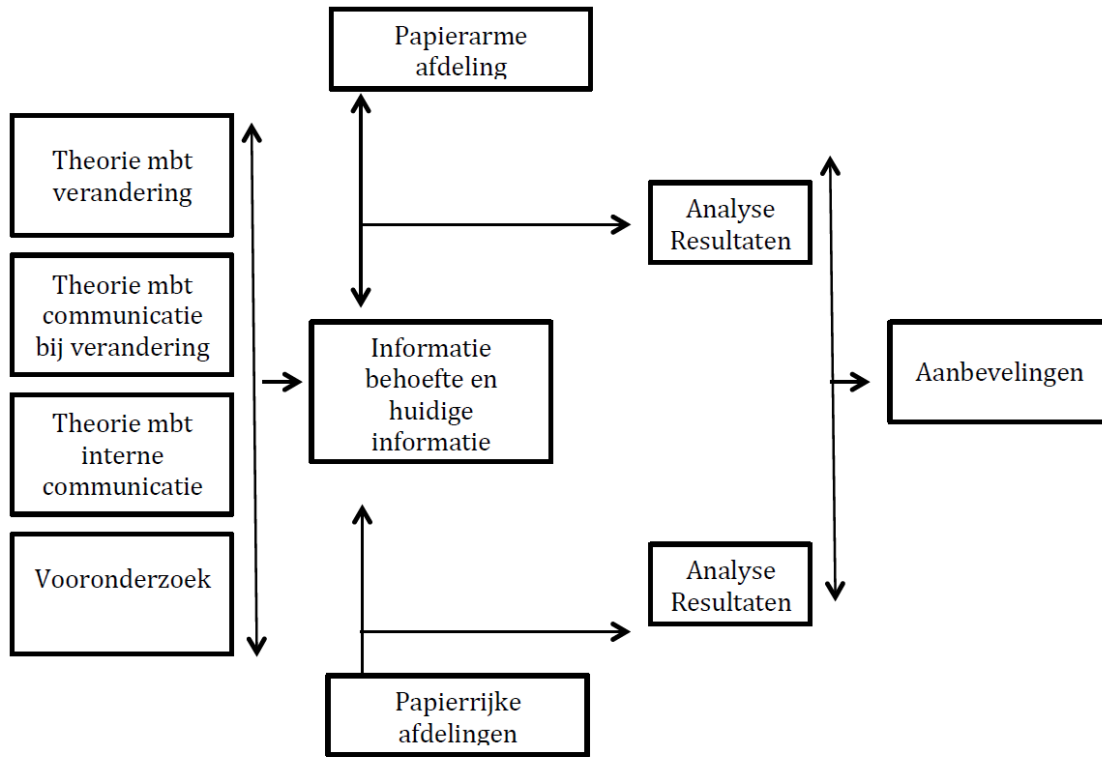 Papierarme
afdeling
Theorie mbt
verandering
Theorie mbt
communicatie
bij verandering
Theorie mbt
interne
communicatie
Vooronderzoek
Informatie
behoefte en
huidige
informatie
Papierrijke
afdelingen
Analyse
Resultaten
Analyse
Resultaten
Aanbevelingen